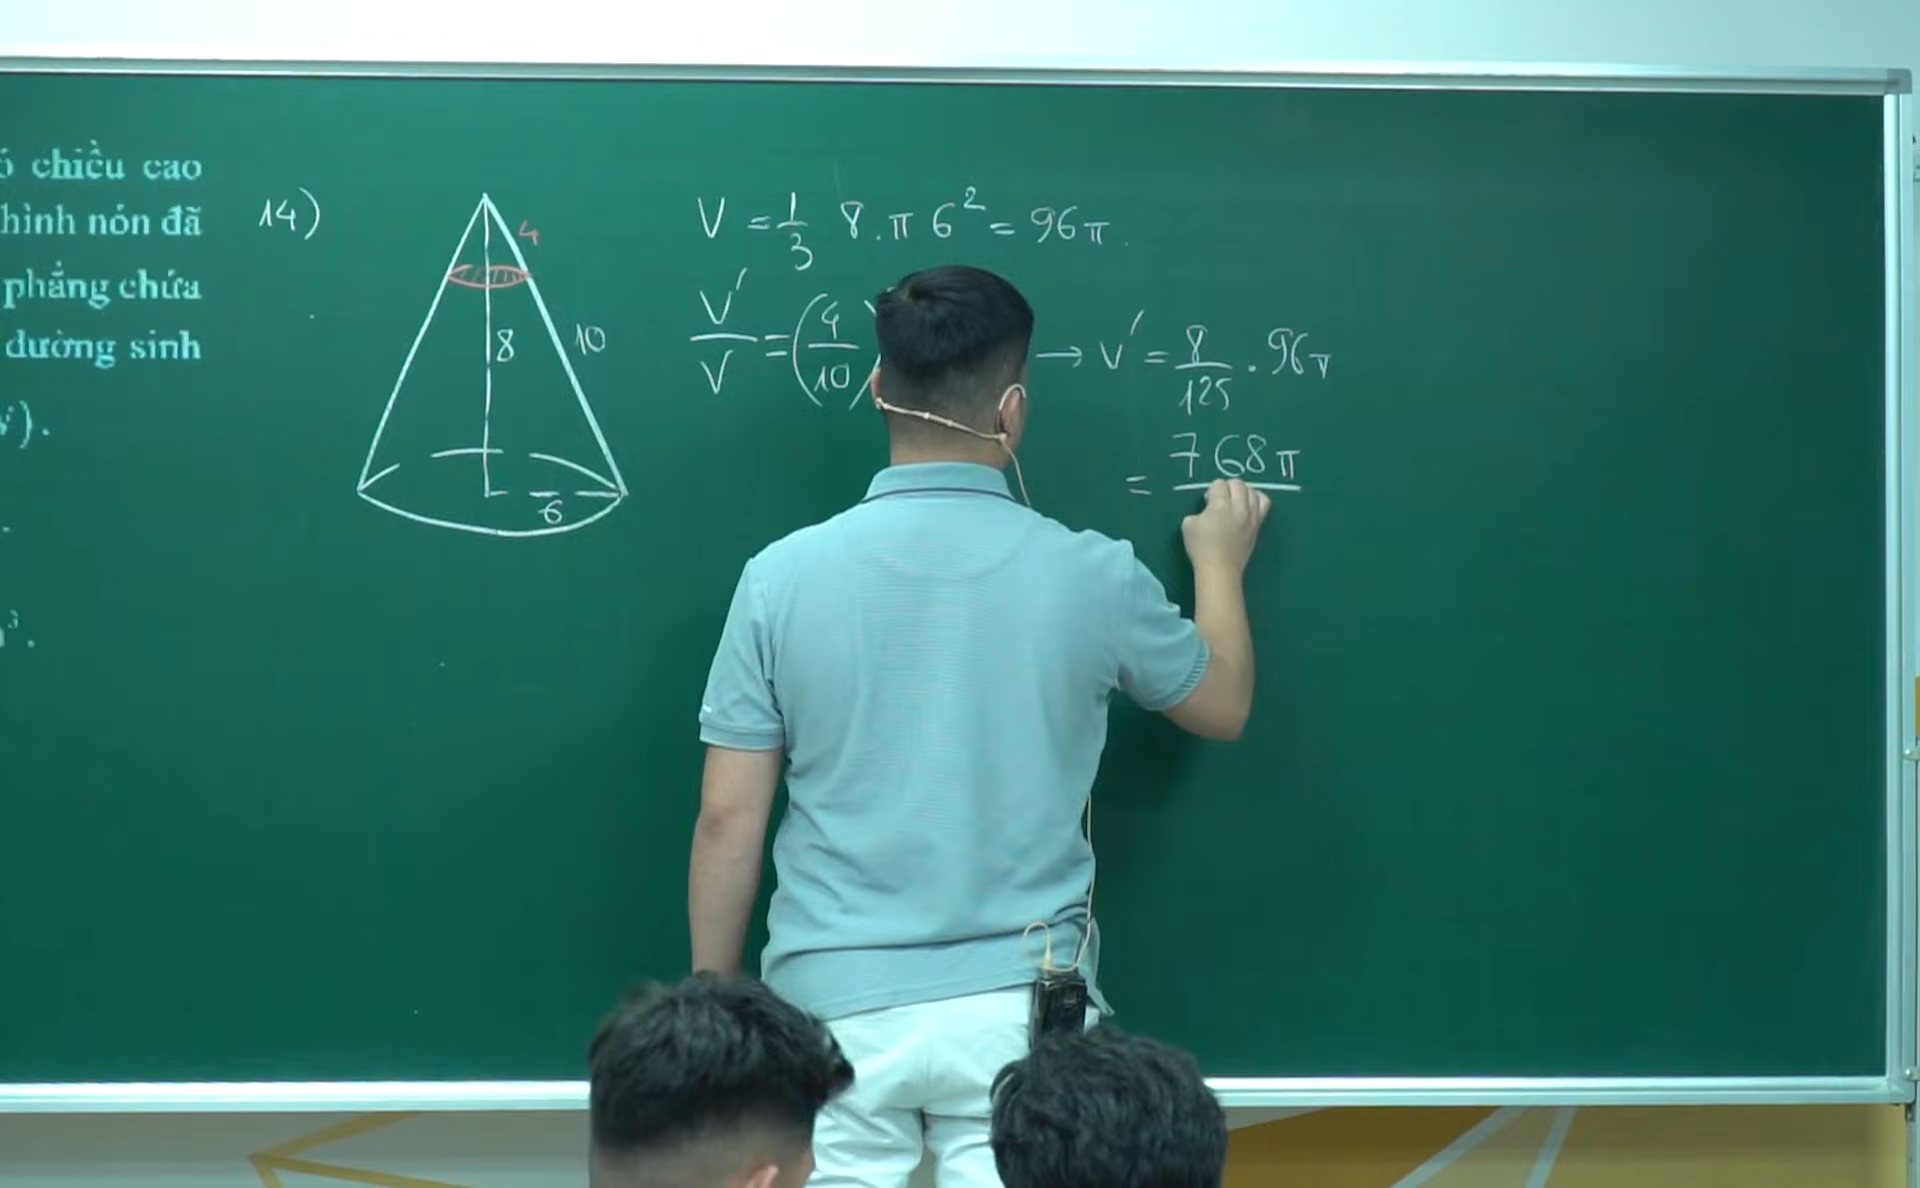 chiều cao
hình nón đã
phẳng chứa
đường sinh
14)
4
8
10
6
V = 1/3 8.π 6² = 96π.
V'/V = (4/10) → V' = 8/125 . 96π
= 768π